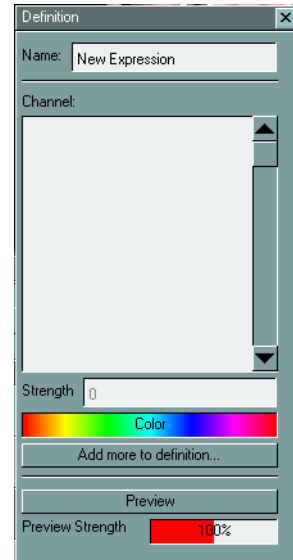 Definition
Name: New Expression
Channel:
Strength 0
Color
Add more to definition...
Preview
Preview Strength 100%